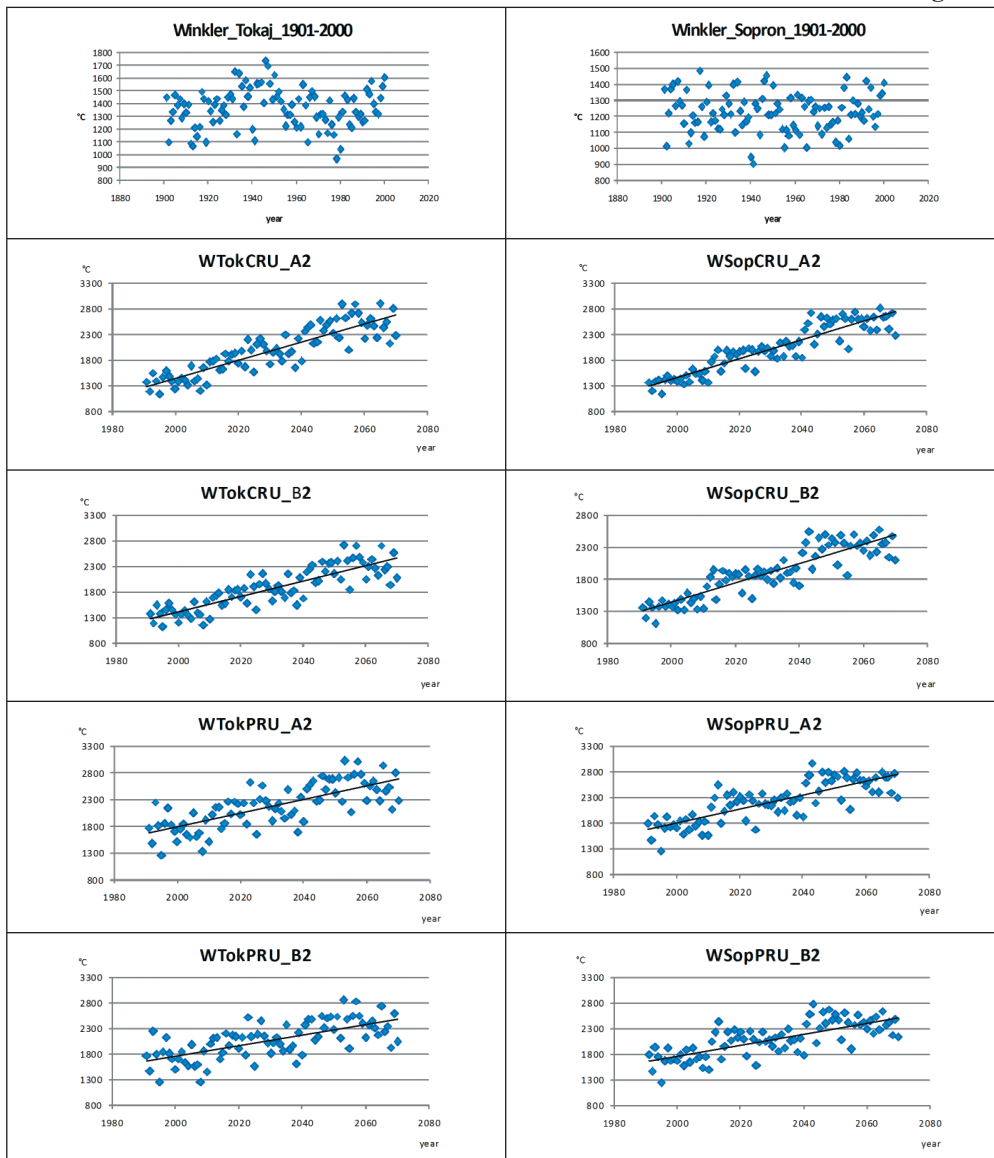 Winkler_Tokaj_1901-2000
1800
1700
1600
1500
1400
°C
1300
1200
1100
1000
900
800
1880 1900 1920 1940 1960 1980 2000 2020
year
Winkler_Sopron_1901-2000
1600
1500
1400
1300
°C
1200
1100
1000
900
800
1880 1900 1920 1940 1960 1980 2000 2020
year
WTokCRU_A2
°C
3300
2800
2300
1800
1300
800
1980 2000 2020 2040 2060 2080
year
WSopCRU_A2
°C
3300
2800
2300
1800
1300
800
1980 2000 2020 2040 2060 2080
year
WTokCRU_B2
°C
3300
2800
2300
1800
1300
800
1980 2000 2020 2040 2060 2080
year
WSopCRU_B2
°C
2800
2300
1800
1300
800
1980 2000 2020 2040 2060 2080
year
WTokPRU_A2
°C
3300
2800
2300
1800
1300
800
1980 2000 2020 2040 2060 2080
year
WSopPRU_A2
°C
3300
2800
2300
1800
1300
800
1980 2000 2020 2040 2060 2080
year
WTokPRU_B2
°C
3300
2800
2300
1800
1300
800
1980 2000 2020 2040 2060 2080
year
WSopPRU_B2
°C
3300
2800
2300
1800
1300
800
1980 2000 2020 2040 2060 2080
year